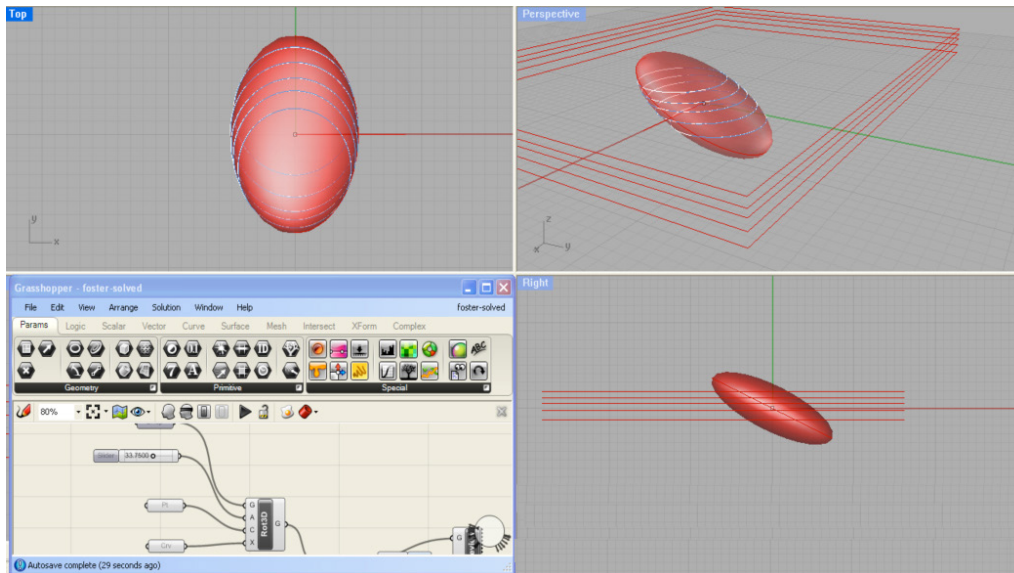 Top
Perspective
y
x
z
x
y
Grasshopper - foster-solved
Right
File Edit View Arrange Solution Window Help foster-solved
Params Logic Scalar Vector Curve Surface Mesh Intersect XForm Complex
Geometry Primitive Special
80%
Slider 33.7500
G
A
C
X
Rot3D
G
Pt
Crv
G
Autosave complete (29 seconds ago)